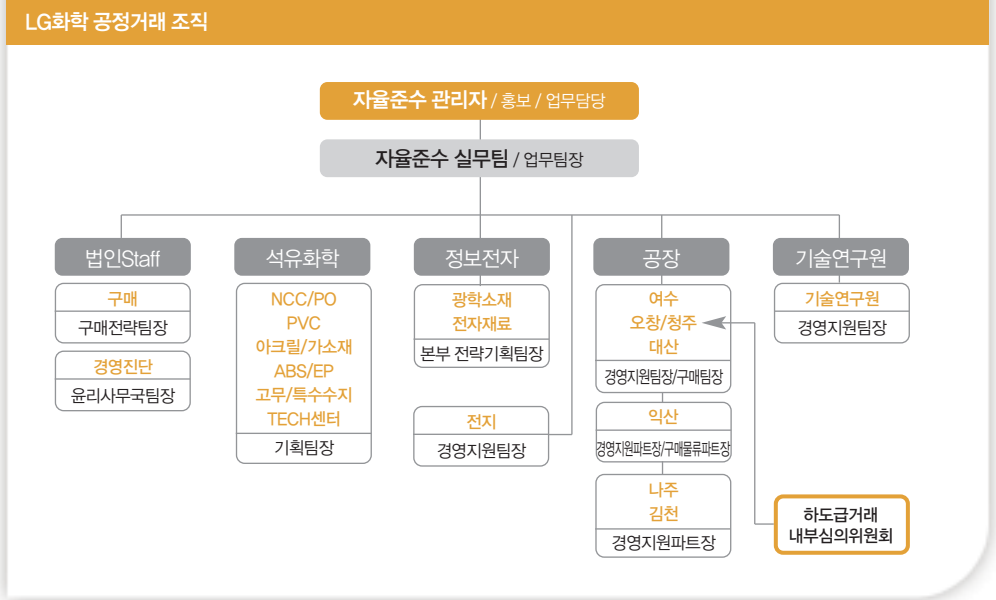 LG화학 공정거래 조직
자율준수 관리자 / 홍보 / 업무담당
자율준수 실무팀 / 업무팀장
법인Staff
구매
구매전략팀장
경영진단
윤리사무국팀장
석유화학
NCC/PO
PVC
아크릴/가소재
ABS/EP
고무/특수수지
TECH센터
기획팀장
정보전자
광학소재
전자재료
본부 전략기획팀장
전지
경영지원팀장
공장
여수
오창/청주
대산
경영지원팀장/구매팀장
익산
경영지원파트장/구매물류파트장
나주
김천
경영지원파트장
기술연구원
기술연구원
경영지원팀장
하도급거래
내부심의위원회